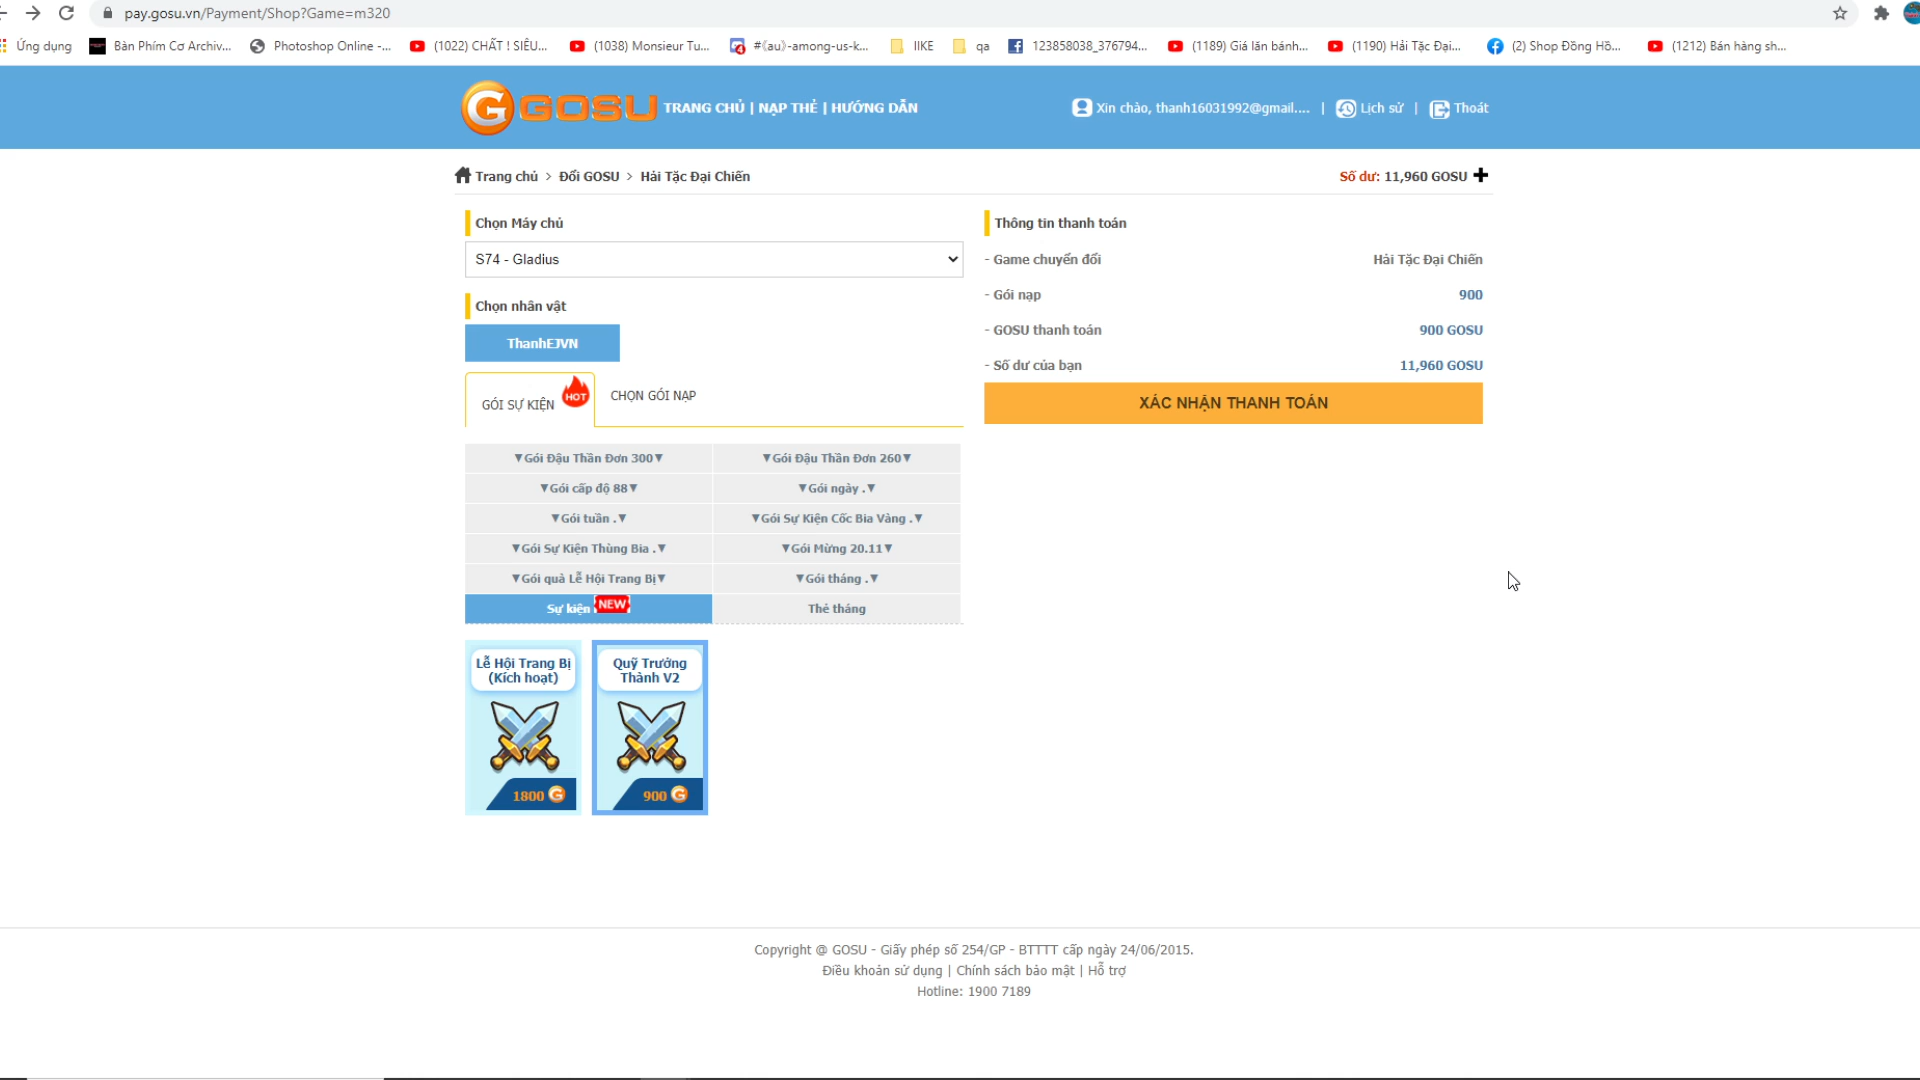 pay.gosu.vn/Payment/Shop?Game=m320
Ứng dụng
Bàn Phím Cơ Archiv...
Photoshop Online -...
(1022) CHẤT ! SIÊU...
(1038) Monsieur Tu...
#《au》-among-us-k...
IIKE
qa
123858038_376794...
(1189) Giá lăn bánh...
(1190) Hải Tặc Đại...
(2) Shop Đồng Hồ...
(1212) Bán hàng sh...
GOSU
TRANG CHỦ | NẠP THẺ | HƯỚNG DẪN
Xin chào, thanh16031992@gmail.... | Lịch sử | Thoát
Trang chủ > Đổi GOSU > Hải Tặc Đại Chiến
Số dư: 11,960 GOSU
Chọn Máy chủ
S74 - Gladius
Chọn nhân vật
ThanhEJVN
GÓI SỰ KIỆN
HOT
CHỌN GÓI NẠP
▼Gói Đậu Thần Đơn 300▼
▼Gói Đậu Thần Đơn 260▼
▼Gói cấp độ 88▼
▼Gói ngày .▼
▼Gói tuần .▼
▼Gói Sự Kiện Cốc Bia Vàng .▼
▼Gói Sự Kiện Thùng Bia .▼
▼Gói Mừng 20.11▼
▼Gói quà Lễ Hội Trang Bị▼
▼Gói tháng .▼
Sự kiện NEW
Thẻ tháng
Lễ Hội Trang Bị
(Kích hoạt)
1800 G
Quỹ Trưởng
Thành V2
900 G
Thông tin thanh toán
- Game chuyển đổi
Hải Tặc Đại Chiến
- Gói nạp
900
- GOSU thanh toán
900 GOSU
- Số dư của bạn
11,960 GOSU
XÁC NHẬN THANH TOÁN
Copyright @ GOSU - Giấy phép số 254/GP - BTTTT cấp ngày 24/06/2015.
Điều khoản sử dụng | Chính sách bảo mật | Hỗ trợ
Hotline: 1900 7189